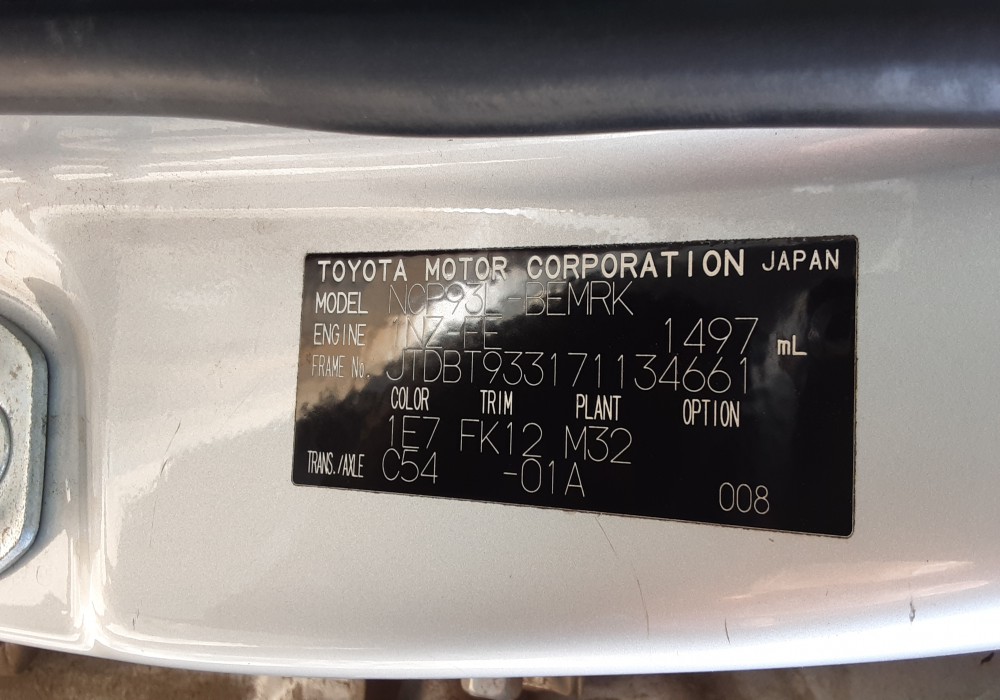 TOYOTA MOTOR CORPORATION JAPAN
MODEL NCP93L-BEMRK
ENGINE 1NZ-FE 1497 mL
FRAME No. JTDBT933171134661
COLOR TRIM PLANT OPTION
1E7 FK12 M32
TRANS./AXLE C54 -01A
008